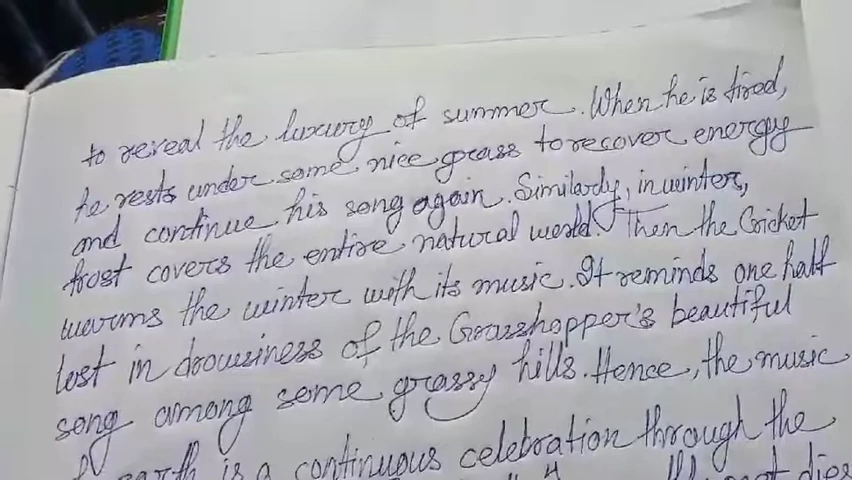 to reveal the luxury of summer. When he is tired,
he rests under some nice grass to recover energy
and continue his song again. Similarly, in winter,
frost covers the entire natural world. Then the Cricket
warms the winter with its music. It reminds one half
lost in drowsiness of the Grasshopper's beautiful
song among some grassy hills. Hence, the music
earth is a continuous celebration through the